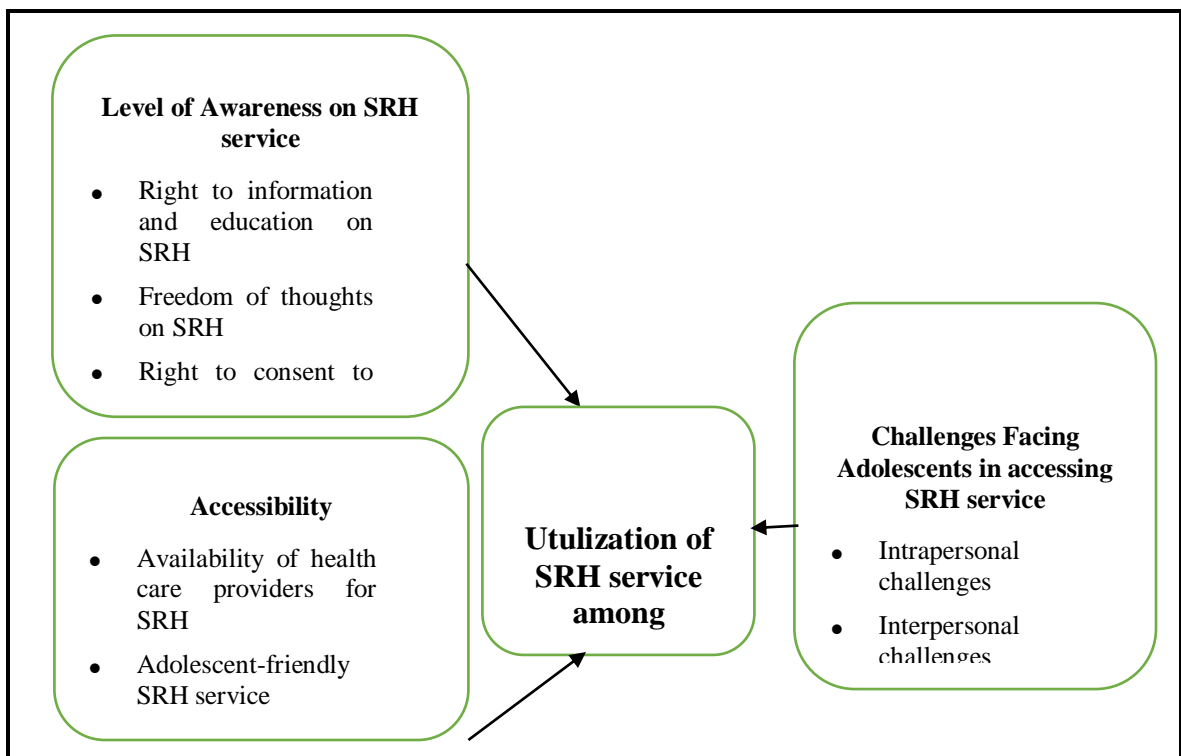 Level of Awareness on SRH
service
● Right to information
and education on
SRH
● Freedom of thoughts
on SRH
● Right to consent to
Accessibility
● Availability of health
care providers for
SRH
● Adolescent-friendly
SRH service
Utulization of
SRH service
among
Challenges Facing
Adolescents in accessing
SRH service
● Intrapersonal
challenges
● Interpersonal
challenges